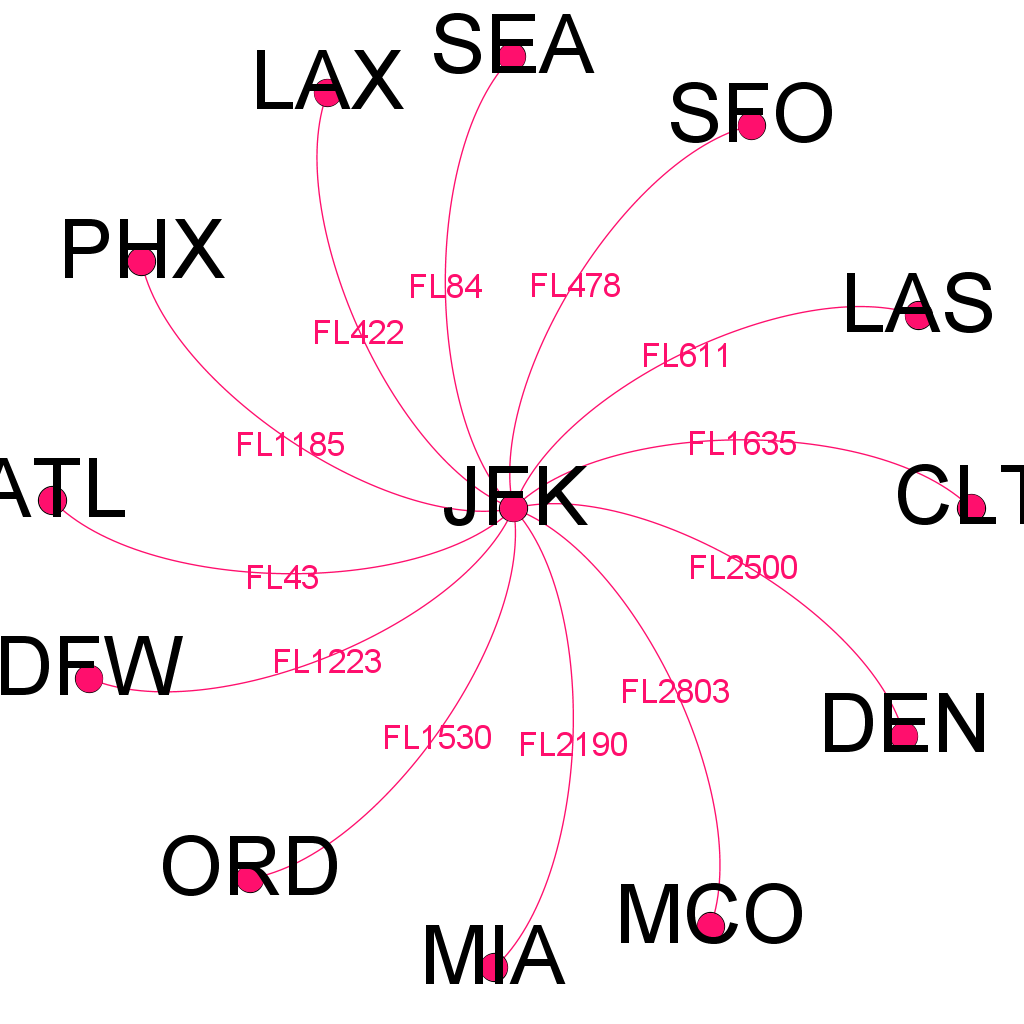 SEA
LAX
SFO
PHX
FL84
FL478
LAS
FL422
FL611
FL1185
FL1635
ATL
JFK
CLT
FL43
FL2500
DFW
FL1223
FL2803
DEN
FL1530
FL2190
ORD
MCO
MIA